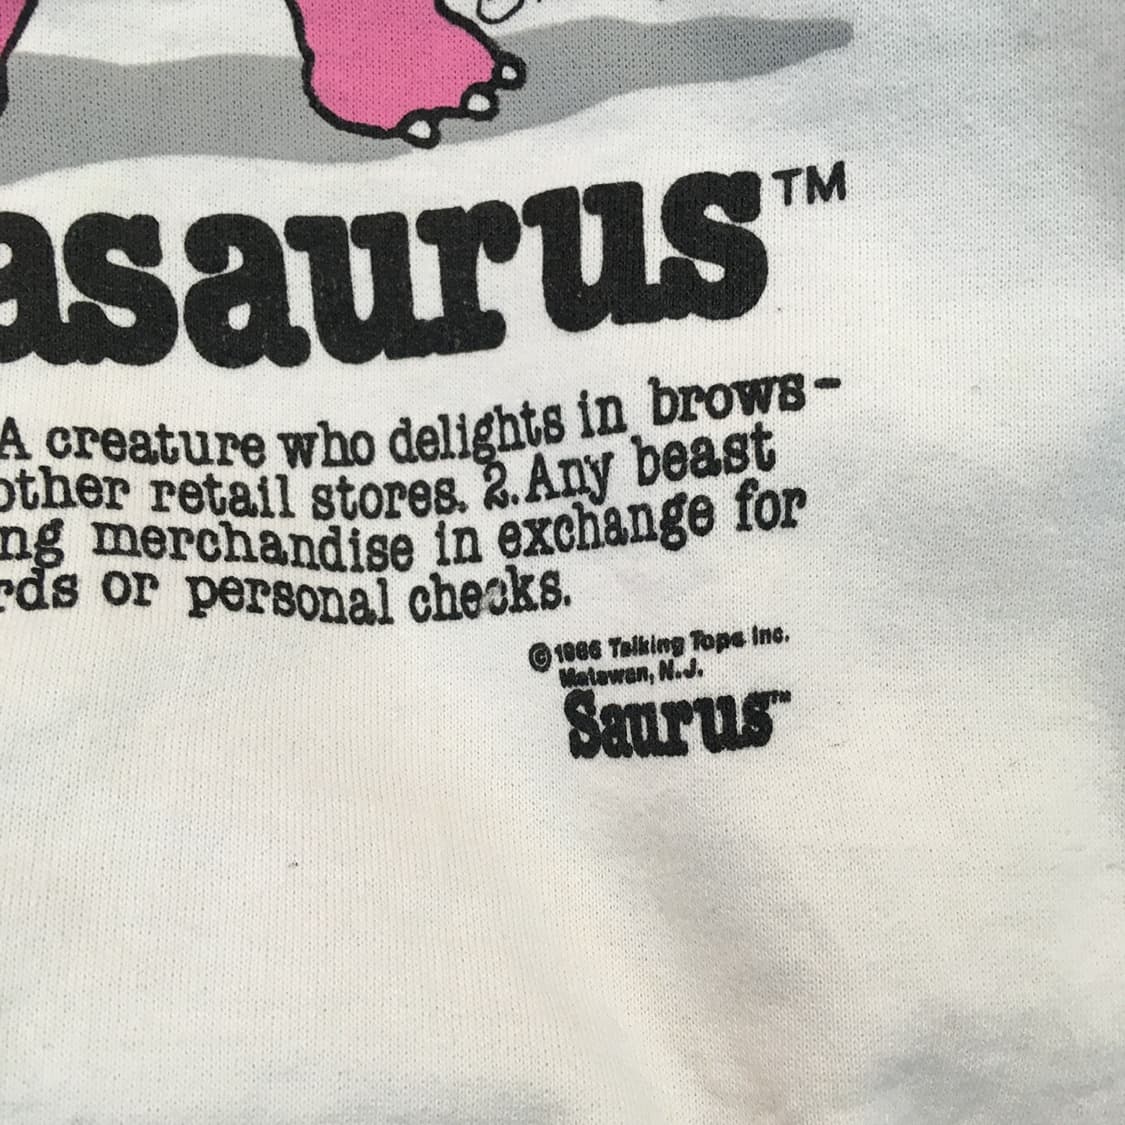 asaurus™
A creature who delights in brows-
other retail stores. 2. Any beast
ng merchandise in exchange for
rds or personal checks.
© 1986 Talking Tops Inc.
Matawan, N.J.
Saurus™